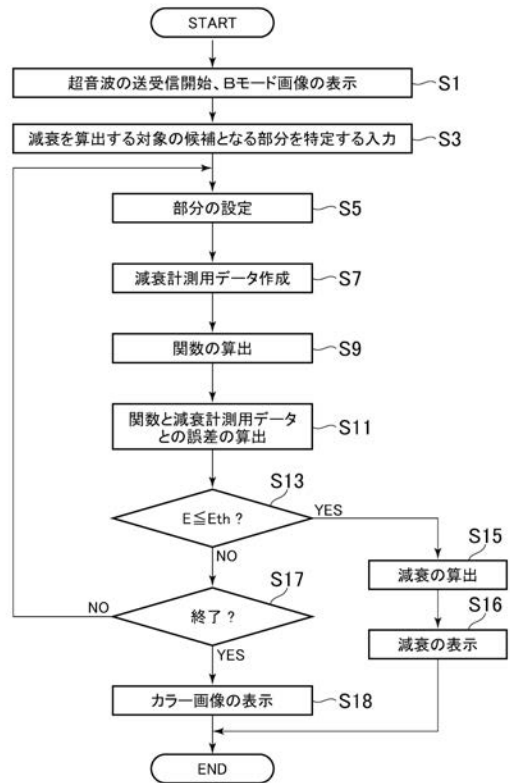 START
超音波の送受信開始、Bモード画像の表示
S1
減衰を算出する対象の候補となる部分を特定する入力
S3
部分の設定
S5
減衰計測用データ作成
S7
関数の算出
S9
関数と減衰計測用データ
との誤差の算出
S11
S13
E≦Eth ?
YES
NO
S15
減衰の算出
S16
減衰の表示
S17
終了 ?
NO
YES
カラー画像の表示
S18
END